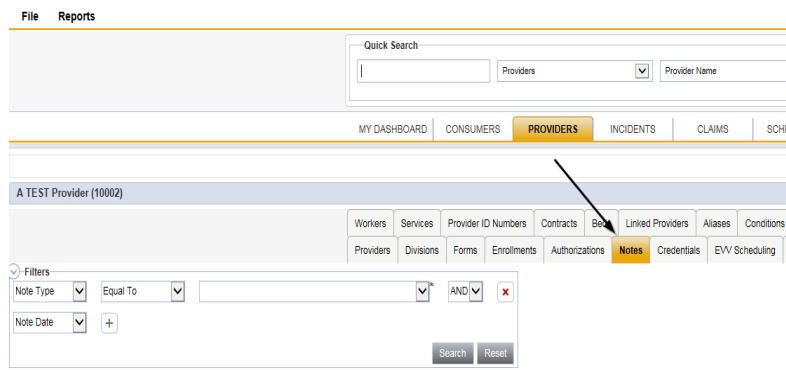 File Reports
Quick Search
Providers Provider Name
MY DASHBOARD CONSUMERS PROVIDERS INCIDENTS CLAIMS SCH
A TEST Provider (10002)
Workers Services Provider ID Numbers Contracts Beds Linked Providers Aliases Conditions
Providers Divisions Forms Enrollments Authorizations Notes Credentials EVV Scheduling
Filters
Note Type Equal To * AND
Note Date
Search Reset